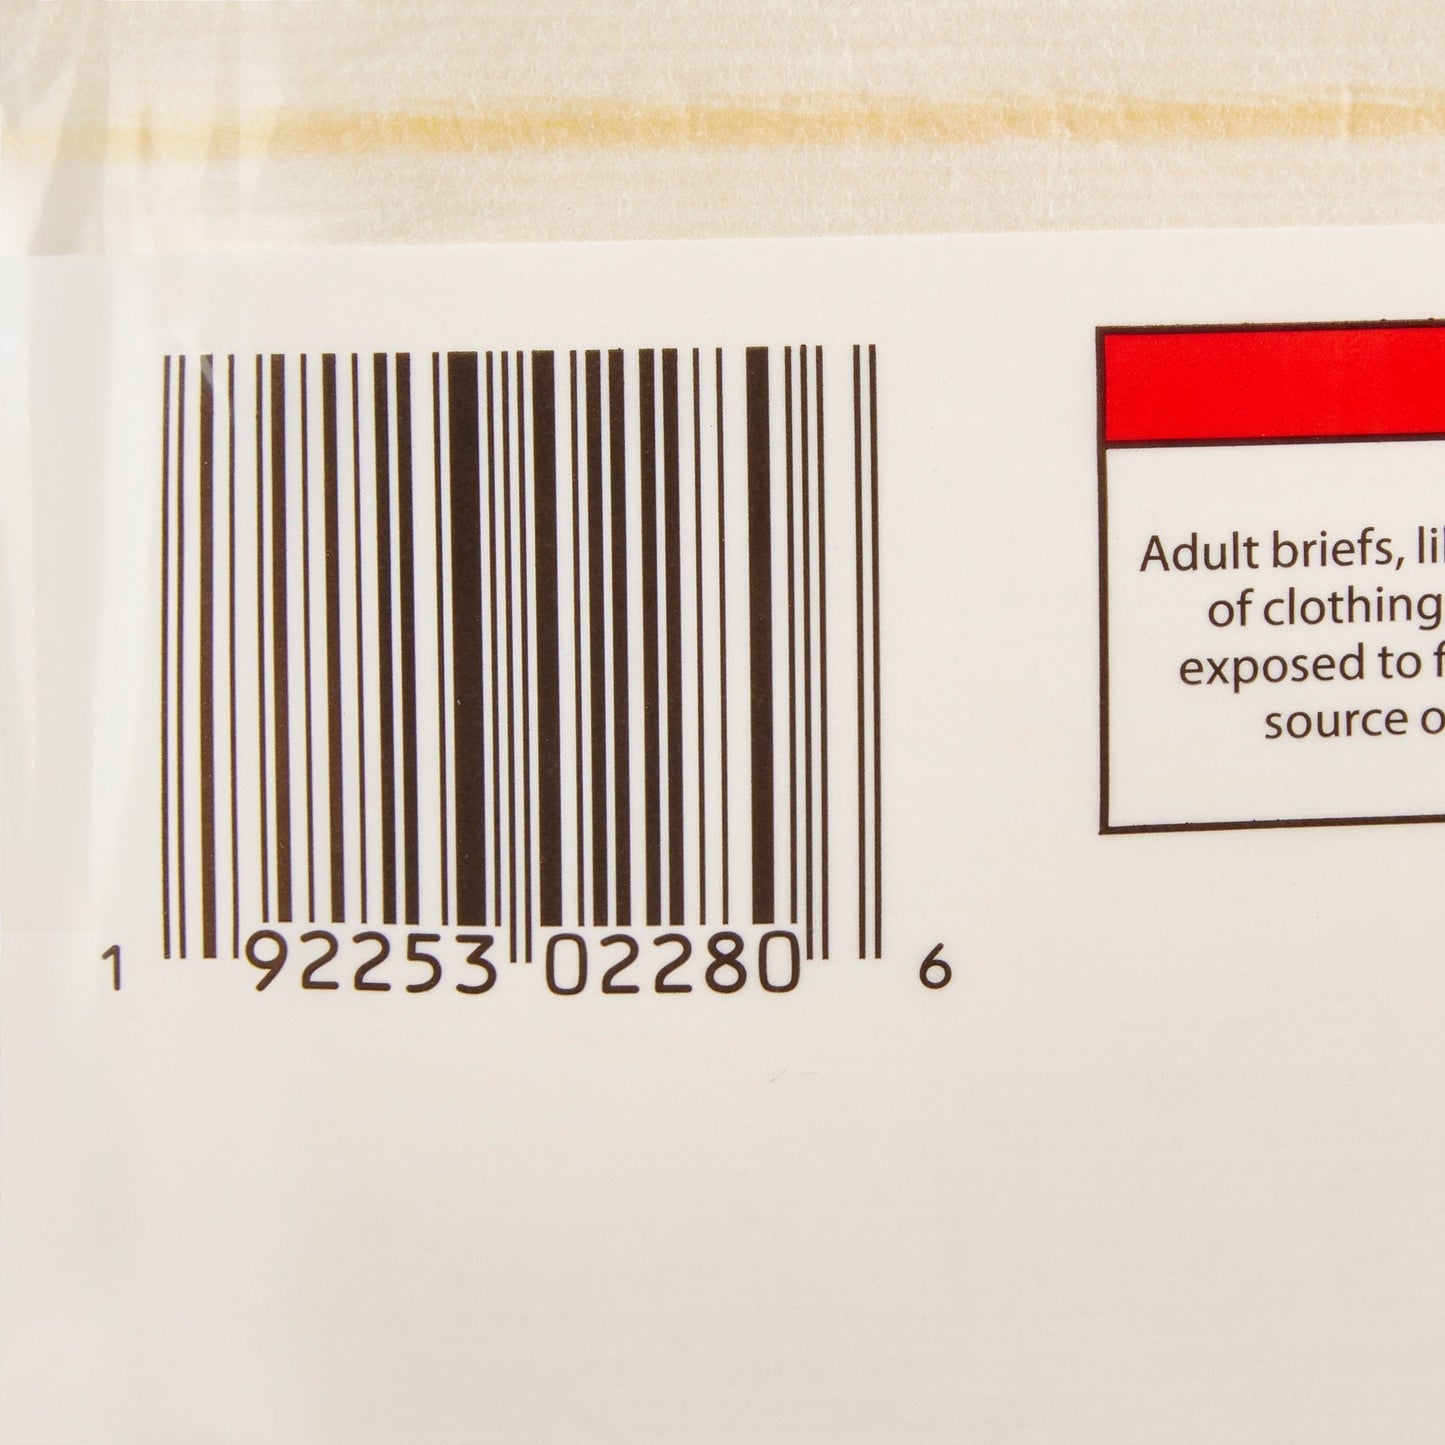 1 92253 02280 6
Adult briefs,
of clothing
exposed to
source